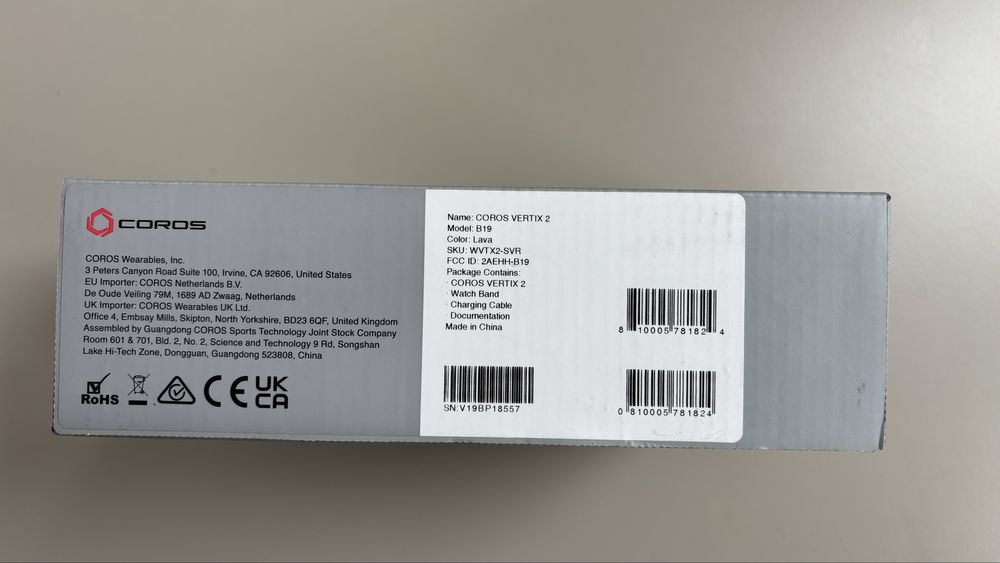 COROS
COROS Wearables, Inc.
3 Peters Canyon Road Suite 100, Irvine, CA 92606, United States
EU Importer: COROS Netherlands B.V.
De Oude Veiling 79M, 1689 AD Zwaag, Netherlands
UK Importer: COROS Wearables UK Ltd.
Office 4, Embsay Mills, Skipton, North Yorkshire, BD23 6QF, United Kingdom
Assembled by Guangdong COROS Sports Technology Joint Stock Company
Room 601 & 701, Bld. 2, No. 2, Science and Technology 9 Rd, Songshan
Lake Hi-Tech Zone, Dongguan, Guangdong 523808, China
RoHS
CE
UK
CA
Name: COROS VERTIX 2
Model: B19
Color: Lava
SKU: WVTX2-SVR
FCC ID: 2AEHH-B19
Package Contains:
· COROS VERTIX 2
· Watch Band
· Charging Cable
· Documentation
Made in China
SN:V19BP18557
8 10005 78182 4
0 810005 781824